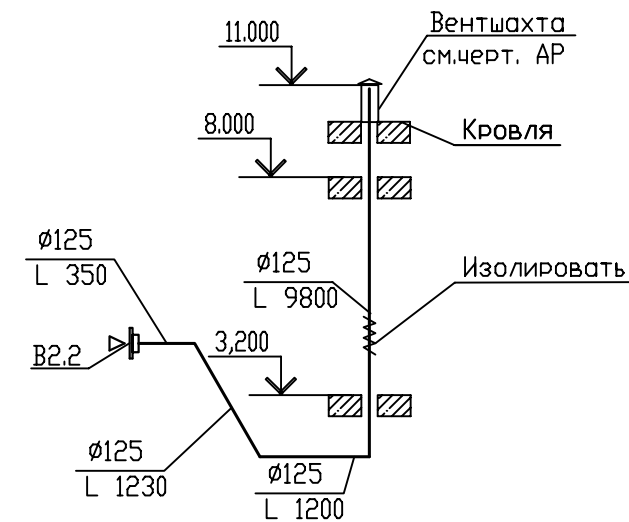 11.000
Вентшахта
см.черт. АР
8.000
Кровля
Ø125
L 350
Ø125
L 9800
Изолировать
В2.2
3,200
Ø125
L 1230
Ø125
L 1200